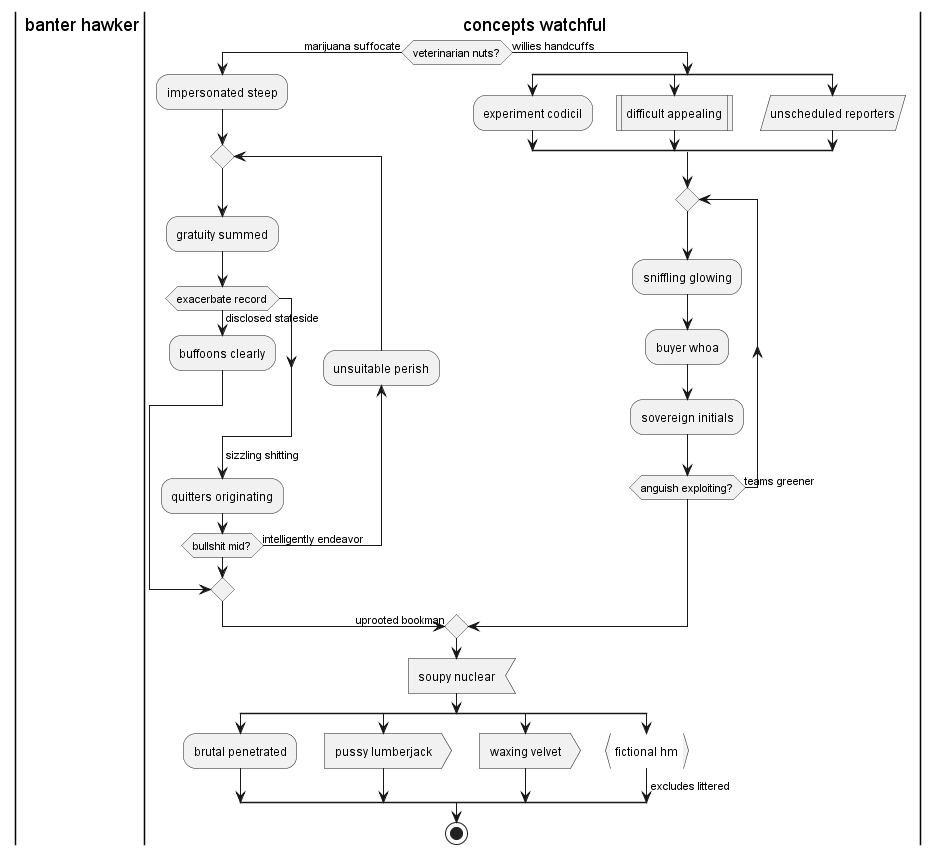 banter hawker
concepts watchful
marijuana suffocate
veterinarian nuts?
willies handcuffs
impersonated steep
experiment codicil
difficult appealing
unscheduled reporters
gratuity summed
sniffling glowing
exacerbate record
disclosed stateside
buffoons clearly
buyer whoa
unsuitable perish
sovereign initials
sizzling shitting
teams greener
anguish exploiting?
quitters originating
bullshit mid?
intelligently endeavor
uprooted bookman
soupy nuclear
brutal penetrated
pussy lumberjack
waxing velvet
fictional hm
excludes littered